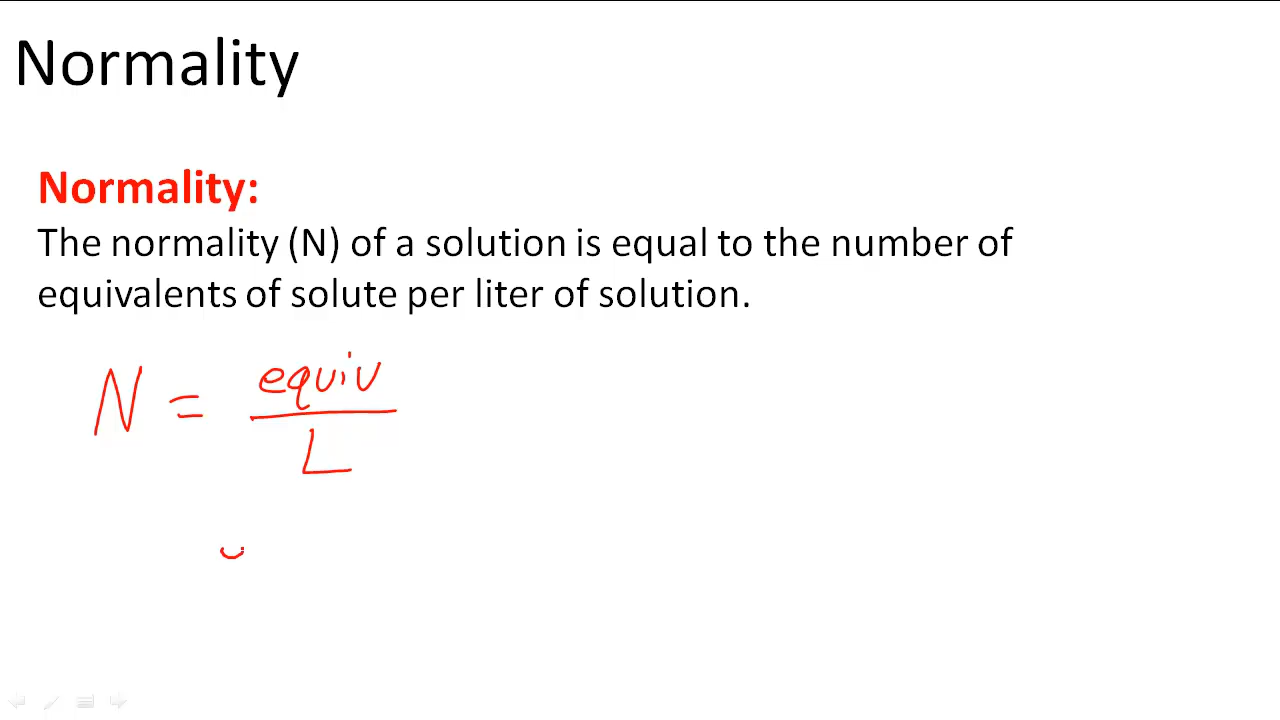 Normality
Normality:
The normality (N) of a solution is equal to the number of
equivalents of solute per liter of solution.
N = equiv
L